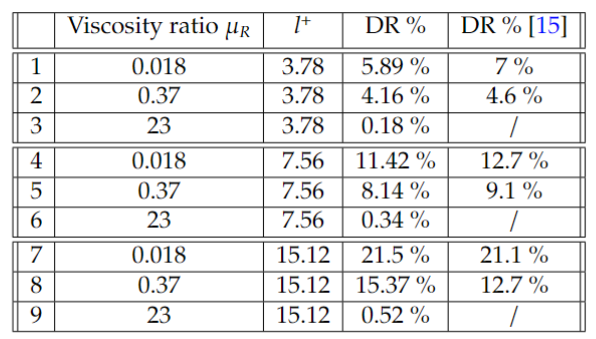 Viscosity ratio μR l+ DR % DR % [15]
1 0.018 3.78 5.89 % 7 %
2 0.37 3.78 4.16 % 4.6 %
3 23 3.78 0.18 % /
4 0.018 7.56 11.42 % 12.7 %
5 0.37 7.56 8.14 % 9.1 %
6 23 7.56 0.34 % /
7 0.018 15.12 21.5 % 21.1 %
8 0.37 15.12 15.37 % 12.7 %
9 23 15.12 0.52 % /